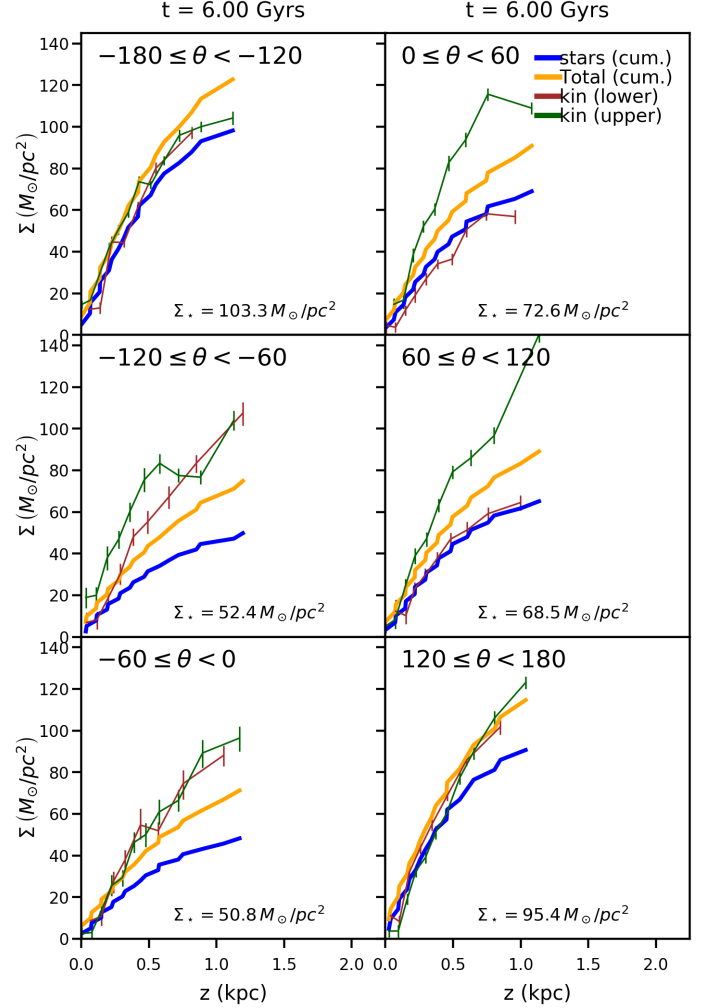 t = 6.00 Gyrs
t = 6.00 Gyrs
−180 ≤ θ < −120
Σ⋆ = 103.3 M⊙/pc²
Σ (M⊙/pc²)
140
120
100
80
60
40
20
0
0 ≤ θ < 60
stars (cum.)
Total (cum.)
kin (lower)
kin (upper)
Σ⋆ = 72.6 M⊙/pc²
−120 ≤ θ < −60
Σ⋆ = 52.4 M⊙/pc²
Σ (M⊙/pc²)
140
120
100
80
60
40
20
0
60 ≤ θ < 120
Σ⋆ = 68.5 M⊙/pc²
−60 ≤ θ < 0
Σ⋆ = 50.8 M⊙/pc²
Σ (M⊙/pc²)
140
120
100
80
60
40
20
0
120 ≤ θ < 180
Σ⋆ = 95.4 M⊙/pc²
0.0 0.5 1.0 1.5 2.0
z (kpc)
0.0 0.5 1.0 1.5 2.0
z (kpc)